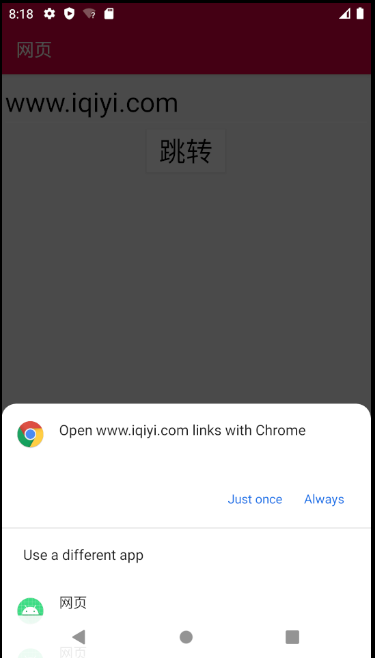 8:18
网页
www.iqiyi.com
跳转
Open www.iqiyi.com links with Chrome
Just once Always
Use a different app
网页
网页